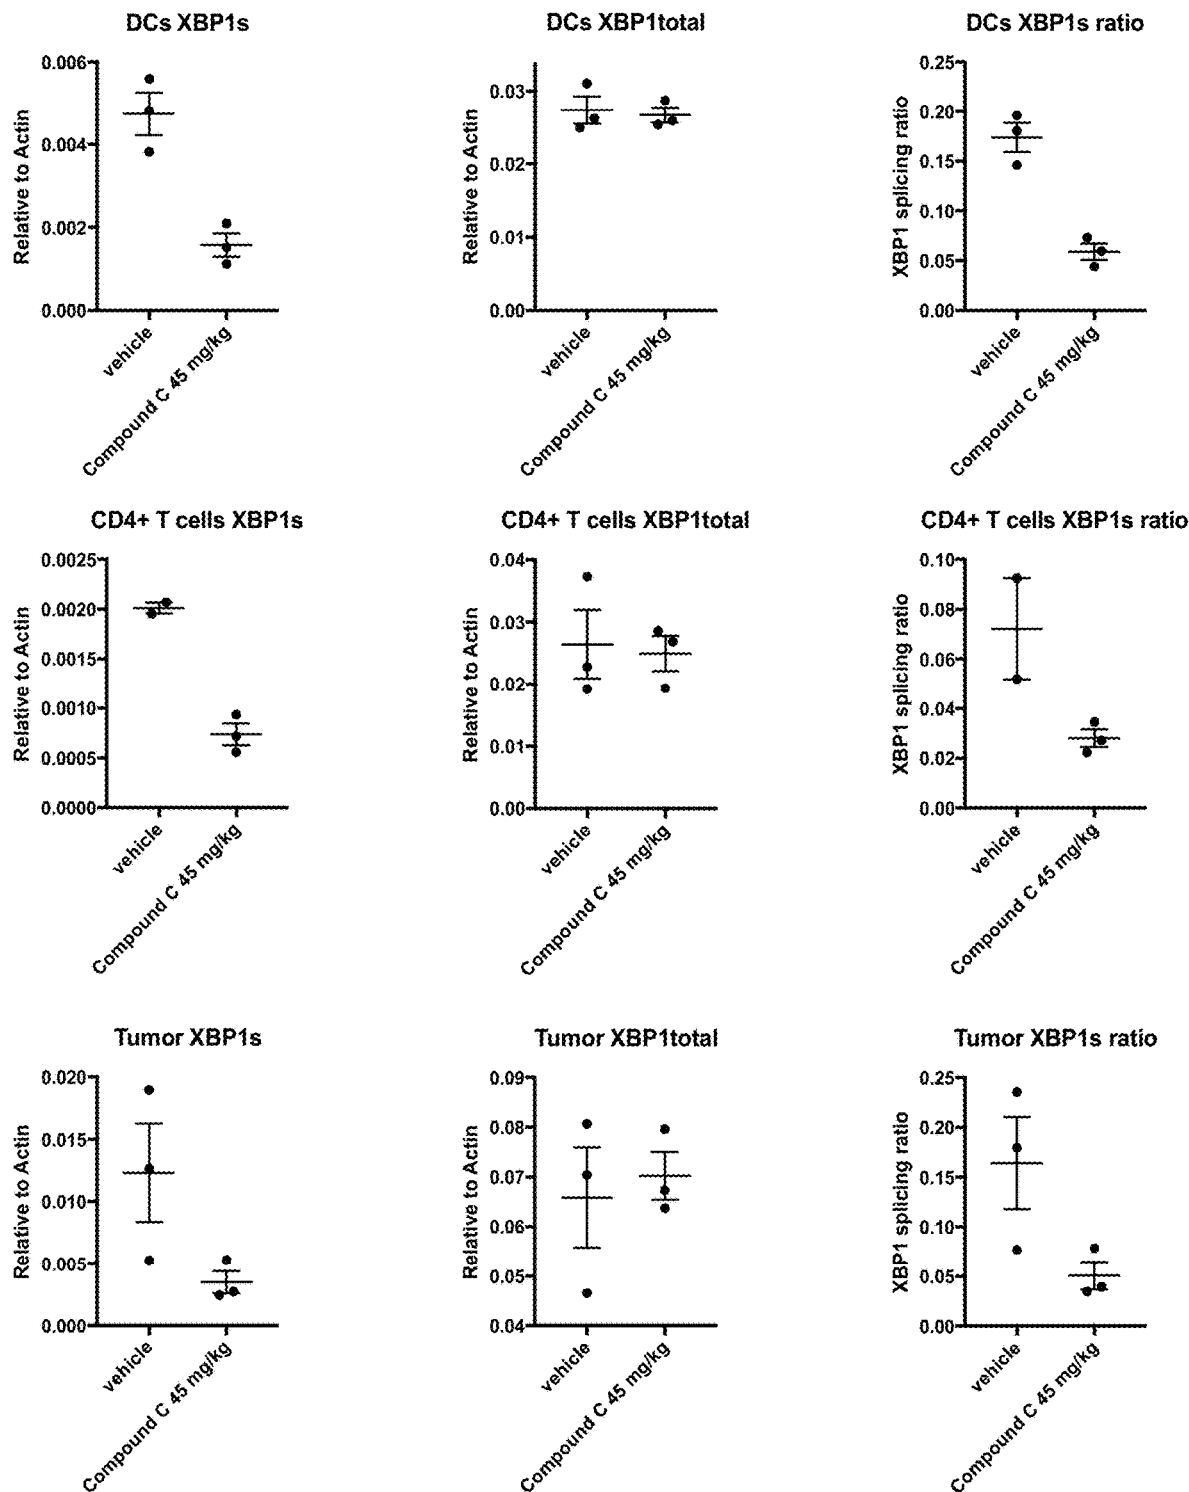 DCs XBP1s
DCs XBP1total
DCs XBP1s ratio
Relative to Actin
0.006
0.004
0.002
0.000
vehicle
Compound C 45 mg/kg
Relative to Actin
0.03
0.02
0.01
0.00
vehicle
Compound C 45 mg/kg
XBP1 splicing ratio
0.25
0.20
0.15
0.10
0.05
0.00
vehicle
Compound C 45 mg/kg
CD4+ T cells XBP1s
CD4+ T cells XBP1total
CD4+ T cells XBP1s ratio
Relative to Actin
0.0025
0.0020
0.0015
0.0010
0.0005
0.0000
vehicle
Compound C 45 mg/kg
Relative to Actin
0.04
0.03
0.02
0.01
0.00
vehicle
Compound C 45 mg/kg
XBP1 splicing ratio
0.10
0.08
0.06
0.04
0.02
0.00
vehicle
Compound C 45 mg/kg
Tumor XBP1s
Tumor XBP1total
Tumor XBP1s ratio
Relative to Actin
0.020
0.015
0.010
0.005
0.000
vehicle
Compound C 45 mg/kg
Relative to Actin
0.09
0.08
0.07
0.06
0.05
0.04
vehicle
Compound C 45 mg/kg
XBP1 splicing ratio
0.25
0.20
0.15
0.10
0.05
0.00
vehicle
Compound C 45 mg/kg